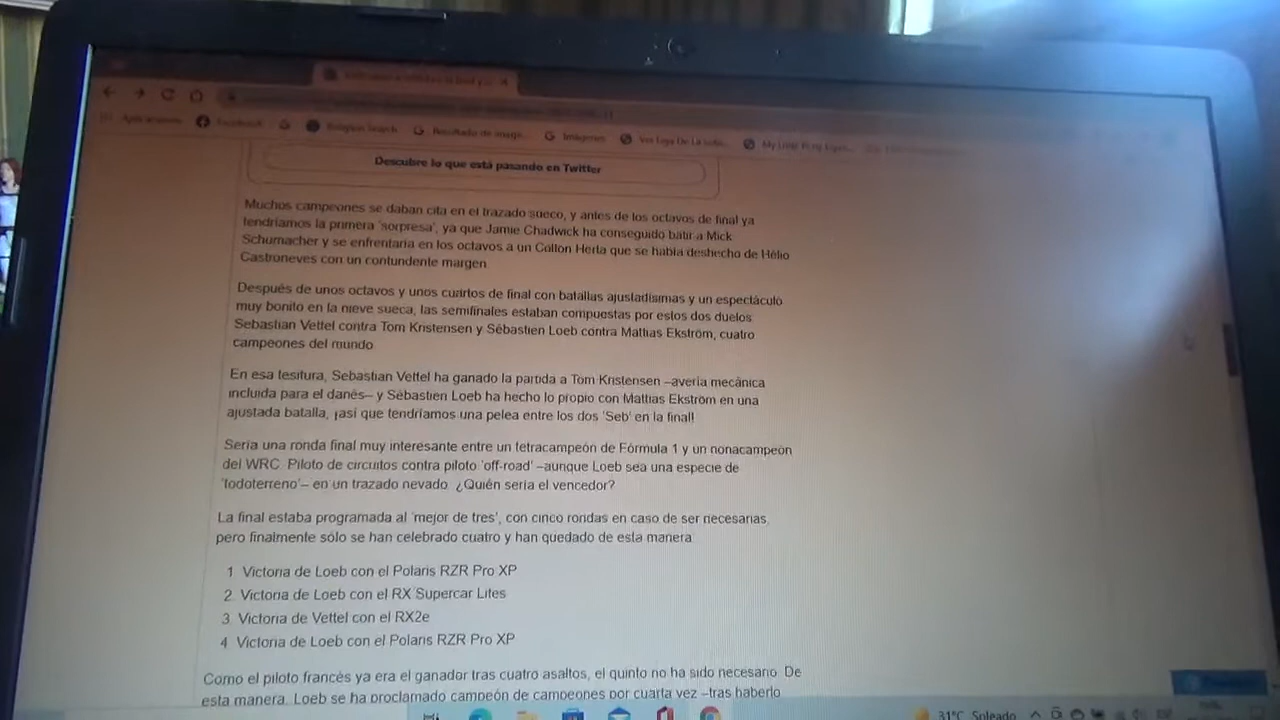 Facebook
Imágenes
Descubre lo que está pasando en Twitter
Muchos campeones se daban cita en el trazado sueco, y antes de los octavos de final ya
tendríamos la primera 'sorpresa', ya que Jamie Chadwick ha conseguido batir a Mick
Schumacher y se enfrentaría en los octavos a un Collon Herta que se había deshecho de Hélio
Castroneves con un contundente margen.
Después de unos octavos y unos cuartos de final con batallas ajustadísimas y un espectáculo
muy bonito en la nieve sueca, las semifinales estaban compuestas por estos dos duelos:
Sebastian Vettel contra Tom Kristensen y Sébastien Loeb contra Mattias Ekström, cuatro
campeones del mundo.
En esa tesitura, Sebastian Vettel ha ganado la partida a Tom Kristensen –avería mecánica
incluida para el danés– y Sébastien Loeb ha hecho lo propio con Mattias Ekström en una
ajustada batalla, ¡así que tendríamos una pelea entre los dos 'Seb' en la final!
Sería una ronda final muy interesante entre un tetracampeón de Fórmula 1 y un nonacampeón
del WRC. Piloto de circuitos contra piloto 'off-road' –aunque Loeb sea una especie de
'todoterreno'– en un trazado nevado. ¿Quién sería el vencedor?
La final estaba programada al 'mejor de tres', con cinco rondas en caso de ser necesarias,
pero finalmente sólo se han celebrado cuatro y han quedado de esta manera:
1. Victoria de Loeb con el Polaris RZR Pro XP
2. Victoria de Loeb con el RX Supercar Lites
3. Victoria de Vettel con el RX2e
4. Victoria de Loeb con el Polaris RZR Pro XP
Como el piloto francés ya era el ganador tras cuatro asaltos, el quinto no ha sido necesario. De
esta manera, Loeb se ha proclamado campeón de campeones por cuarta vez –tras haberlo
31°C Soleado